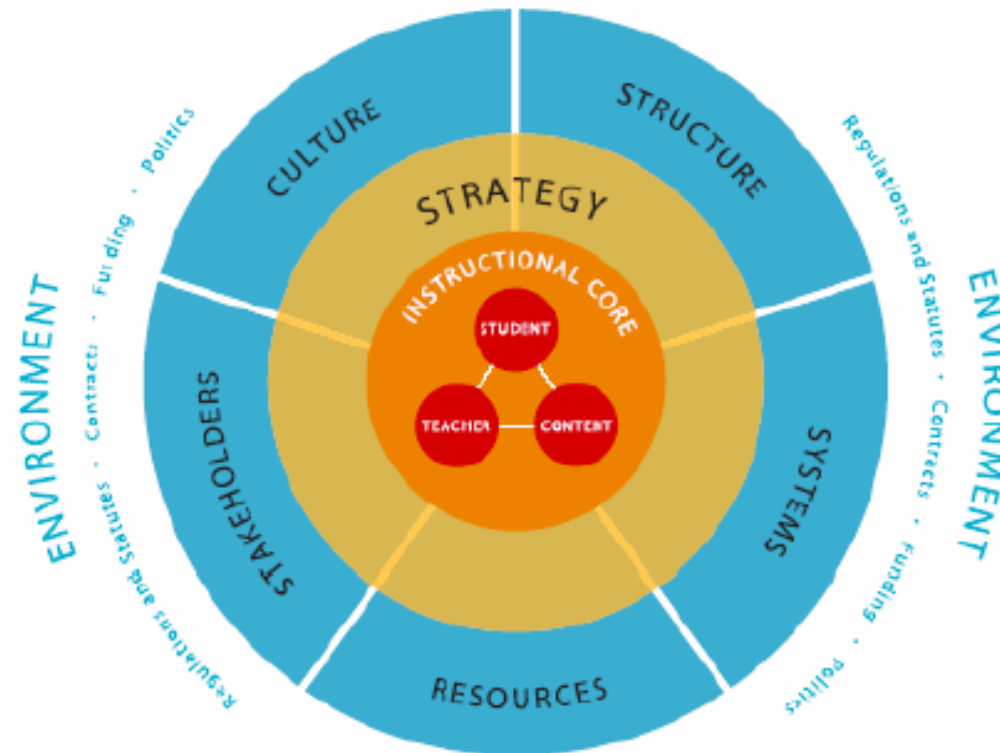 CULTURE
STRUCTURE
STRATEGY
INSTRUCTIONAL CORE
STUDENT
TEACHER
CONTENT
STAKEHOLDERS
SYSTEMS
RESOURCES
ENVIRONMENT
Regulations and Statutes · Contracts · Funding · Politics
ENVIRONMENT
Regulations and Statutes · Contracts · Funding · Politics